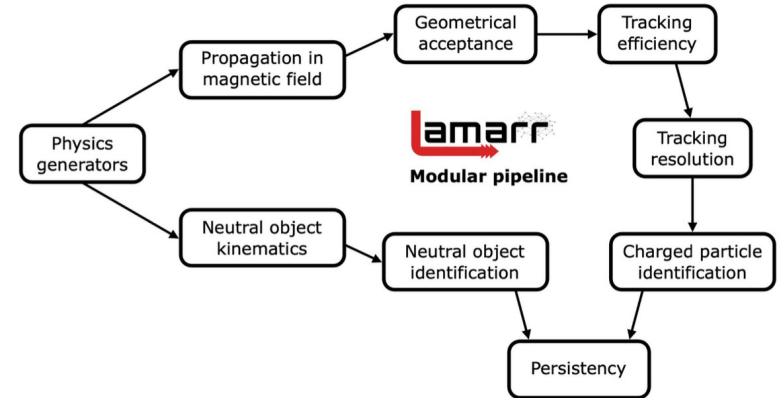 Geometrical
acceptance
Tracking
efficiency
Propagation in
magnetic field
Physics
generators
Lamarr
Modular pipeline
Tracking
resolution
Neutral object
kinematics
Neutral object
identification
Charged particle
identification
Persistency